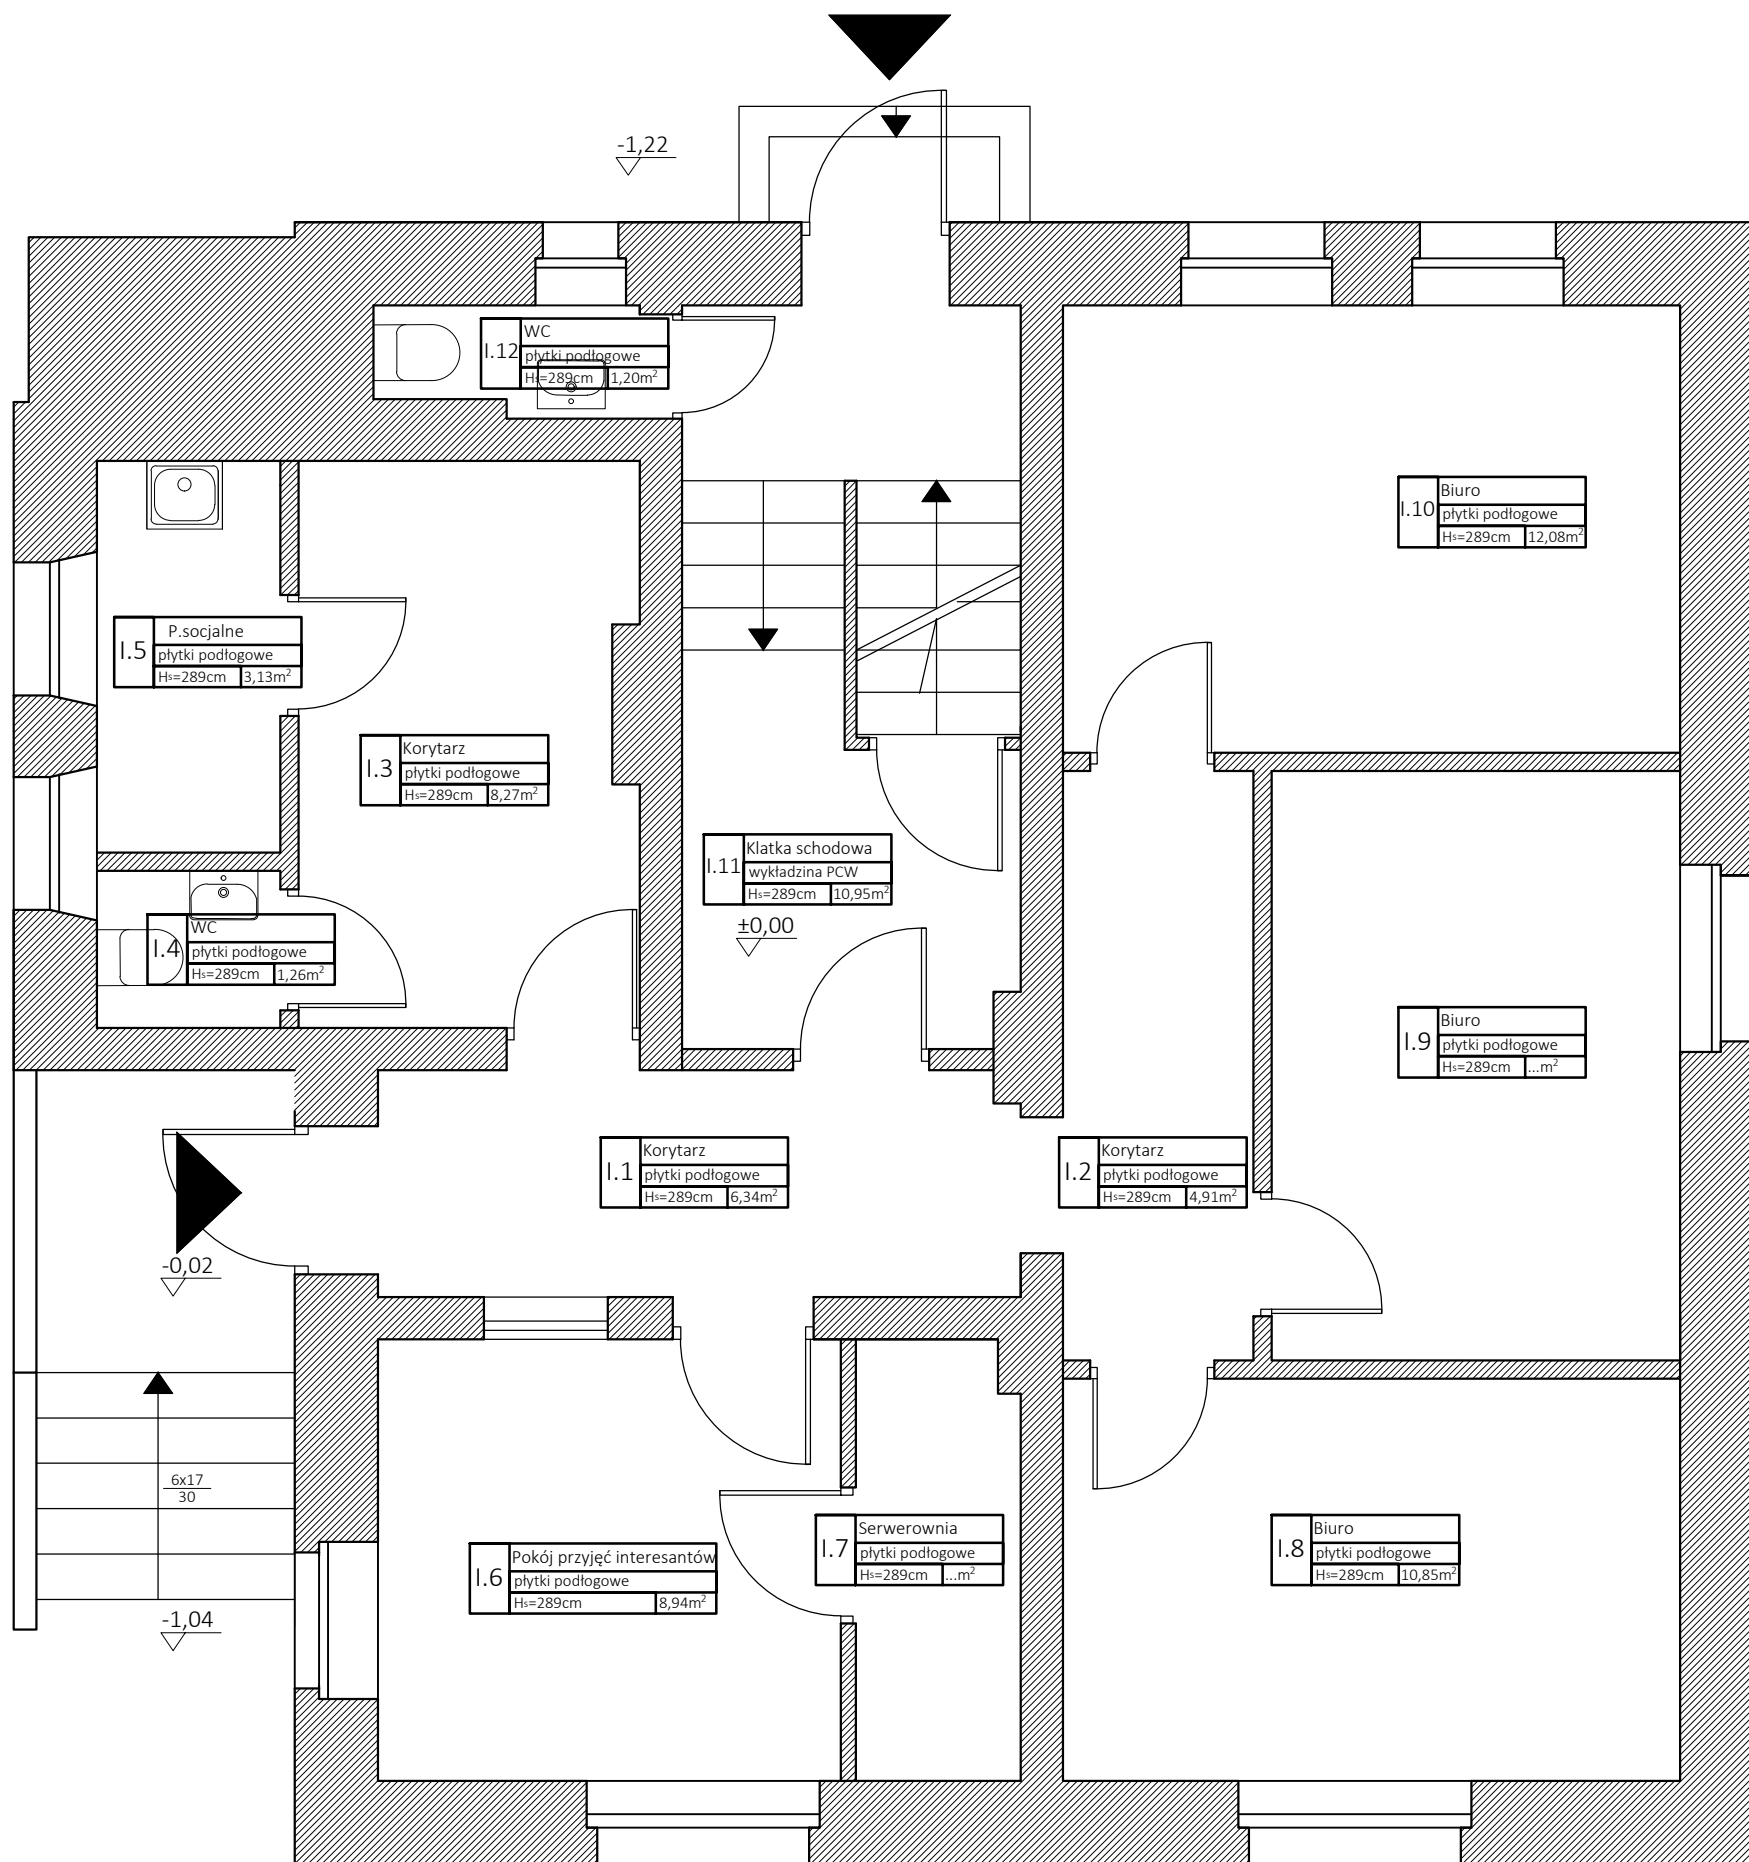 -1,22
I.12
WC
płytki podłogowe
Hs=289cm 1,20m²
I.10
Biuro
płytki podłogowe
Hs=289cm 12,08m²
I.5
P.socjalne
płytki podłogowe
Hs=289cm 3,13m²
I.3
Korytarz
płytki podłogowe
Hs=289cm 8,27m²
I.11
Klatka schodowa
wykładzina PCW
Hs=289cm 10,95m²
±0,00
I.4
WC
płytki podłogowe
Hs=289cm 1,26m²
I.9
Biuro
płytki podłogowe
Hs=289cm ...m²
I.1
Korytarz
płytki podłogowe
Hs=289cm 6,34m²
I.2
Korytarz
płytki podłogowe
Hs=289cm 4,91m²
-0,02
6x17
30
I.7
Serwerownia
płytki podłogowe
Hs=289cm ...m²
I.8
Biuro
płytki podłogowe
Hs=289cm 10,85m²
I.6
Pokój przyjęć interesantów
płytki podłogowe
Hs=289cm 8,94m²
-1,04